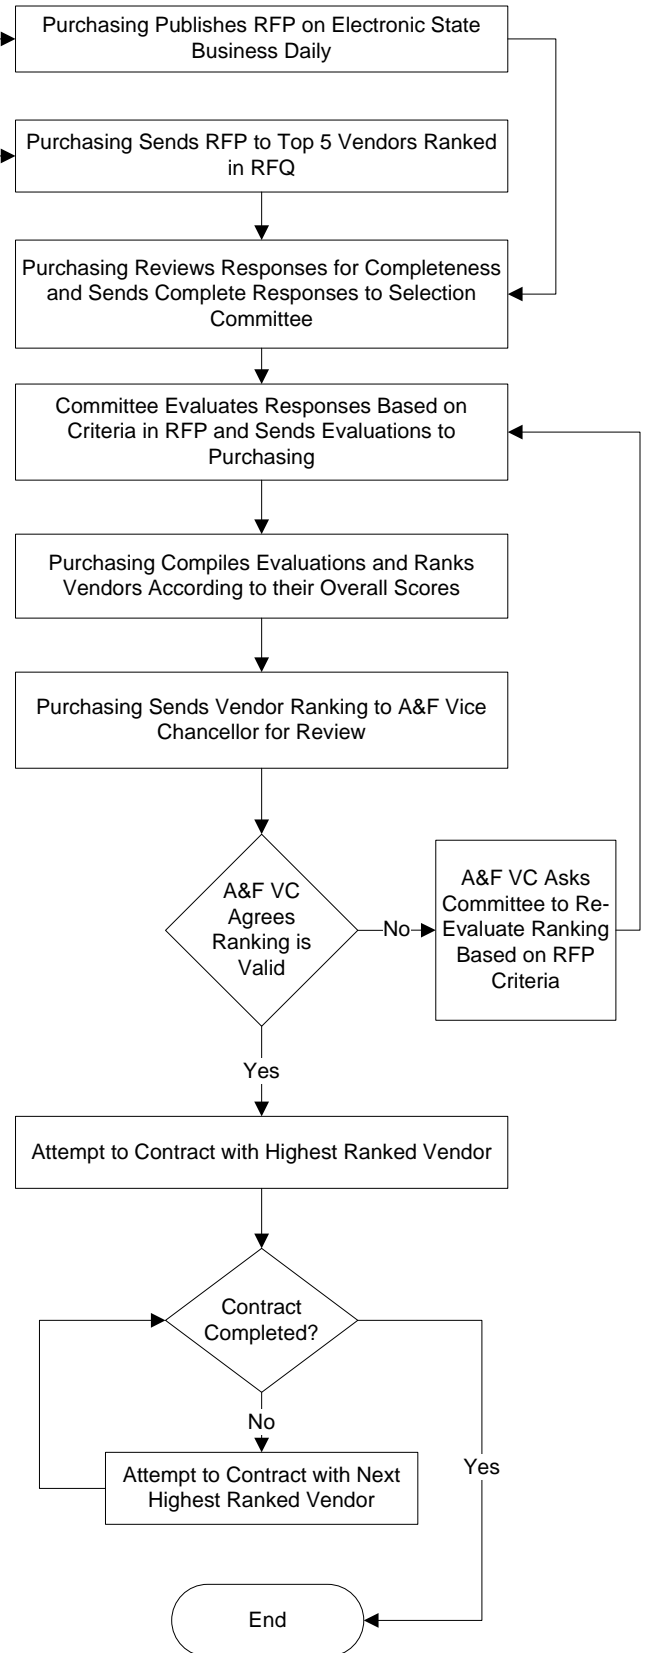 Purchasing Publishes RFP on Electronic State
Business Daily
Purchasing Sends RFP to Top 5 Vendors Ranked
in RFQ
Purchasing Reviews Responses for Completeness
and Sends Complete Responses to Selection
Committee
Committee Evaluates Responses Based on
Criteria in RFP and Sends Evaluations to
Purchasing
Purchasing Compiles Evaluations and Ranks
Vendors According to their Overall Scores
Purchasing Sends Vendor Ranking to A&F Vice
Chancellor for Review
A&F VC
Agrees
Ranking is
Valid
No
A&F VC Asks
Committee to Re-
Evaluate Ranking
Based on RFP
Criteria
Yes
Attempt to Contract with Highest Ranked Vendor
Contract
Completed?
No
Attempt to Contract with Next
Highest Ranked Vendor
Yes
End